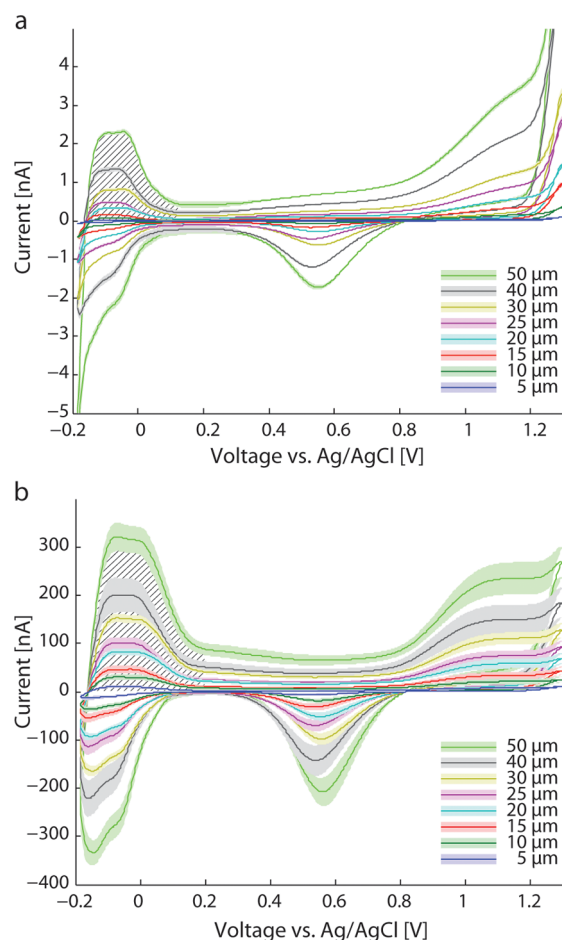 a
4
3
2
1
0
−1
−2
−3
−4
−5
Current [nA]
50 µm
40 µm
30 µm
25 µm
20 µm
15 µm
10 µm
5 µm
−0.2 0 0.2 0.4 0.6 0.8 1 1.2
Voltage vs. Ag/AgCl [V]
b
300
200
100
0
−100
−200
−300
−400
Current [nA]
50 µm
40 µm
30 µm
25 µm
20 µm
15 µm
10 µm
5 µm
−0.2 0 0.2 0.4 0.6 0.8 1 1.2
Voltage vs. Ag/AgCl [V]